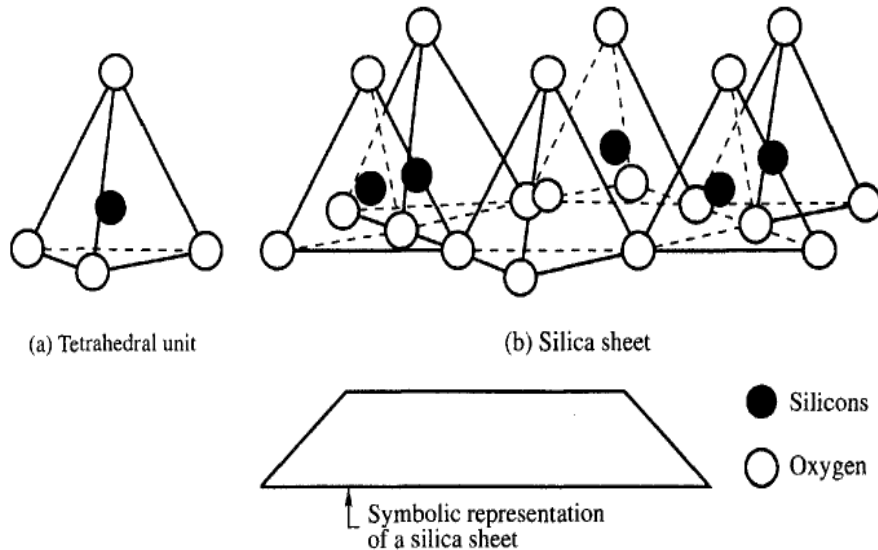 (a) Tetrahedral unit
(b) Silica sheet
Silicons
Oxygen
Symbolic representation
of a silica sheet